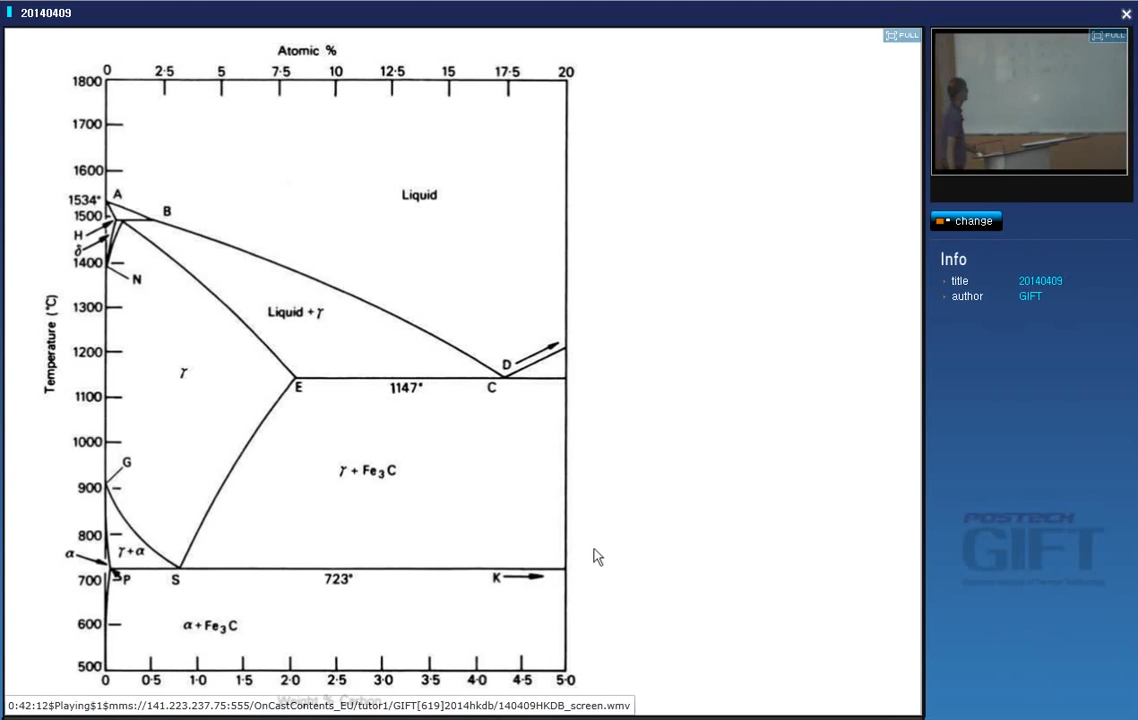 20140409
FULL
FULL
Atomic %
0 2·5 5 7·5 10 12·5 15 17·5 20
1800
1700
1600
1534°
1500
1400
1300
1200
1100
1000
900
800
700
600
500
Temperature (°C)
A
B
H
δ
N
Liquid
Liquid + γ
γ
D
E
1147°
C
G
γ + Fe₃C
α
γ+α
P
S
723°
K
α + Fe₃C
0 0·5 1·0 1·5 2·0 2·5 3·0 3·5 4·0 4·5 5·0
Weight % Carbon
0:42:12$Playing$1$mms://141.223.237.75:555/OnCastContents_EU/tutor1/GIFT[619]2014hkdb/140409HKDB_screen.wmv
change
Info
title 20140409
author GIFT
POSTECH
GIFT